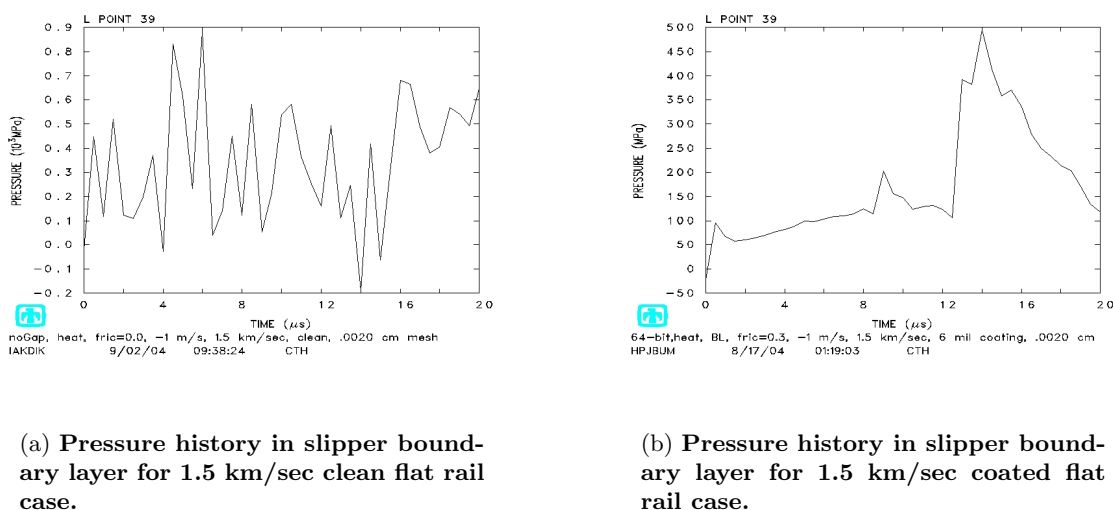 L POINT 39
0.9
0.8
0.7
0.6
0.5
0.4
0.3
0.2
0.1
0.0
−0.1
−0.2
PRESSURE (10³MPa)
0 4 8 12 16 20
TIME (μs)
noGap, heat, fric=0.0, −1 m/s, 1.5 km/sec, clean, .0020 cm mesh
IAKDIK 9/02/04 09:38:24 CTH
(a) Pressure history in slipper bound-
ary layer for 1.5 km/sec clean flat rail
case.
L POINT 39
500
450
400
350
300
250
200
150
100
50
0
−50
PRESSURE (MPa)
0 4 8 12 16 20
TIME (μs)
64−bit,heat, BL, fric=0.3, −1 m/s, 1.5 km/sec, 6 mil coating, .0020 cm
HPJBUM 8/17/04 01:19:03 CTH
(b) Pressure history in slipper bound-
ary layer for 1.5 km/sec coated flat
rail case.